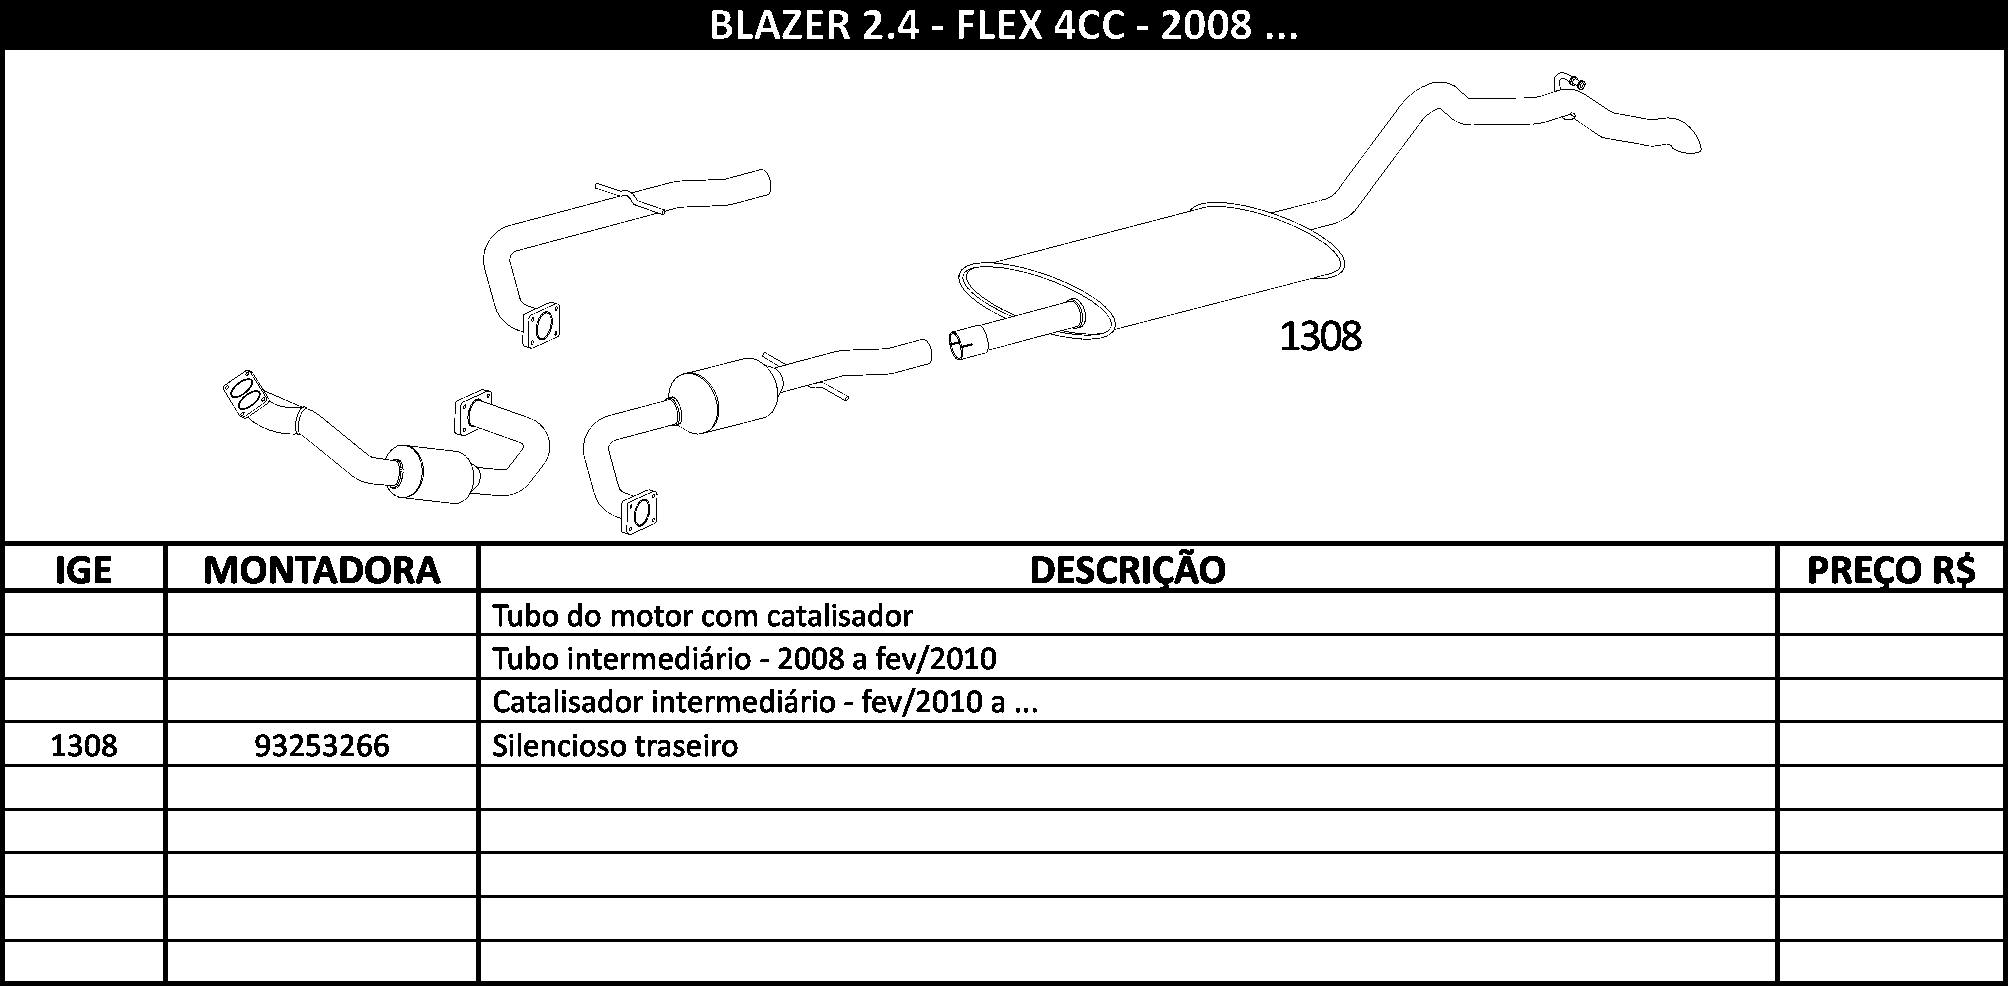 BLAZER 2.4 - FLEX 4CC - 2008 ...
1308
IGE MONTADORA DESCRIÇÃO PREÇO R$
Tubo do motor com catalisador
Tubo intermediário - 2008 a fev/2010
Catalisador intermediário - fev/2010 a ...
1308 93253266 Silencioso traseiro